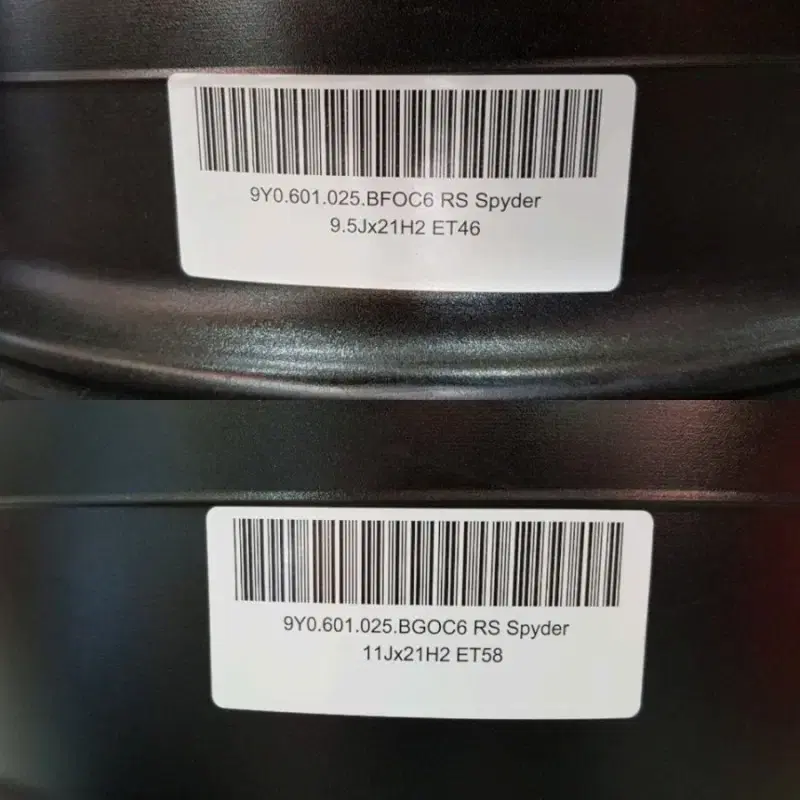 9Y0.601.025.BFOC6 RS Spyder
9.5Jx21H2 ET46
9Y0.601.025.BGOC6 RS Spyder
11Jx21H2 ET58